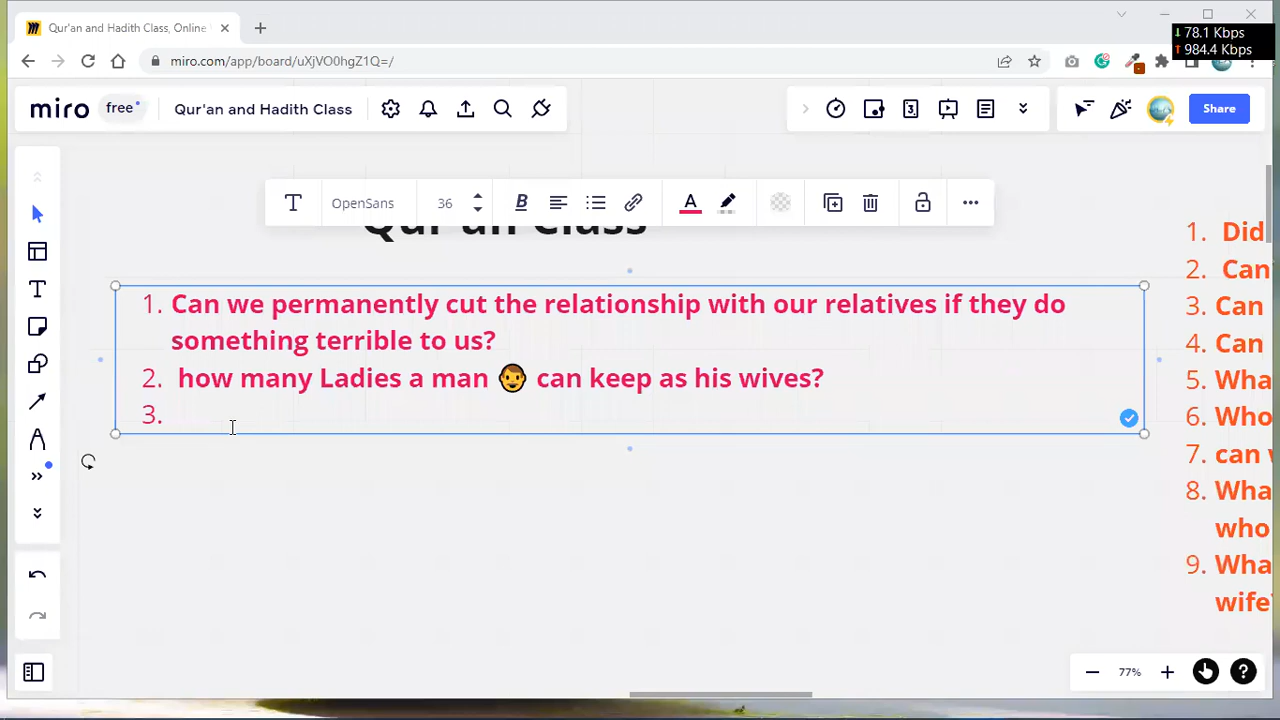 Qur'an and Hadith Class, Online
78.1 Kbps
984.4 Kbps
miro.com/app/board/uXjVO0hgZ1Q=/
miro free Qur'an and Hadith Class
Share
OpenSans 36
Qur'an Class
1. Can we permanently cut the relationship with our relatives if they do
something terrible to us?
2. how many Ladies a man 👨 can keep as his wives?
3.
1. Did
2. Can
3. Can
4. Can
5. Wha
6. Who
7. can
8. Wha
who
9. Wha
wife
77%